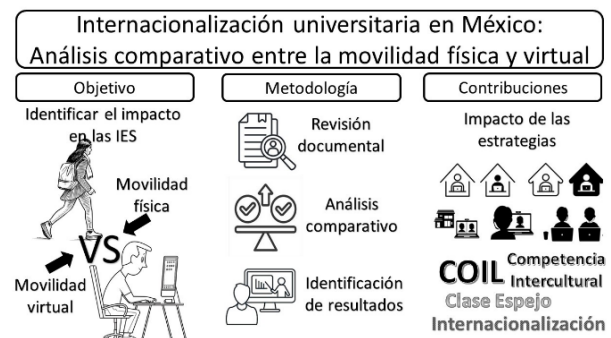 Internacionalización universitaria en México:
Análisis comparativo entre la movilidad física y virtual
Objetivo
Identificar el impacto
en las IES
Movilidad
física
VS
Movilidad
virtual
Metodología
Revisión
documental
Análisis
comparativo
Identificación
de resultados
Contribuciones
Impacto de las
estrategias
COIL
Competencia
Intercultural
Clase Espejo
Internacionalización